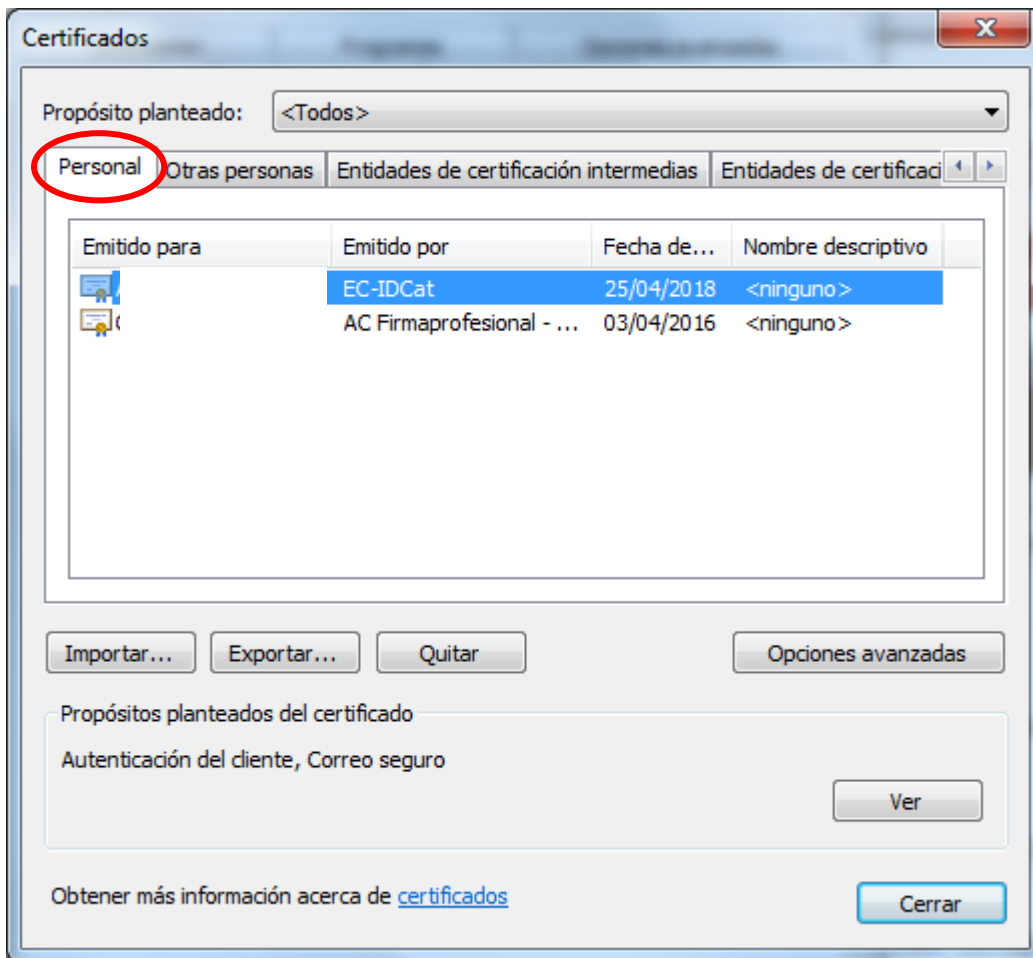 Certificados
Propósito planteado: <Todos>
Personal Otras personas Entidades de certificación intermedias Entidades de certificaci
Emitido para Emitido por Fecha de... Nombre descriptivo
EC-IDCat 25/04/2018 <ninguno>
AC Firmaprofesional - ... 03/04/2016 <ninguno>
Importar... Exportar... Quitar Opciones avanzadas
Propósitos planteados del certificado
Autenticación del cliente, Correo seguro
Ver
Obtener más información acerca de certificados
Cerrar